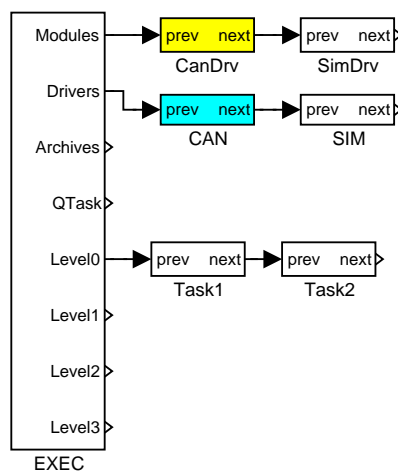 Modules
prev next
prev next
CanDrv
SimDrv
Drivers
prev next
prev next
CAN
SIM
Archives
QTask
Level0
prev next
prev next
Task1
Task2
Level1
Level2
Level3
EXEC